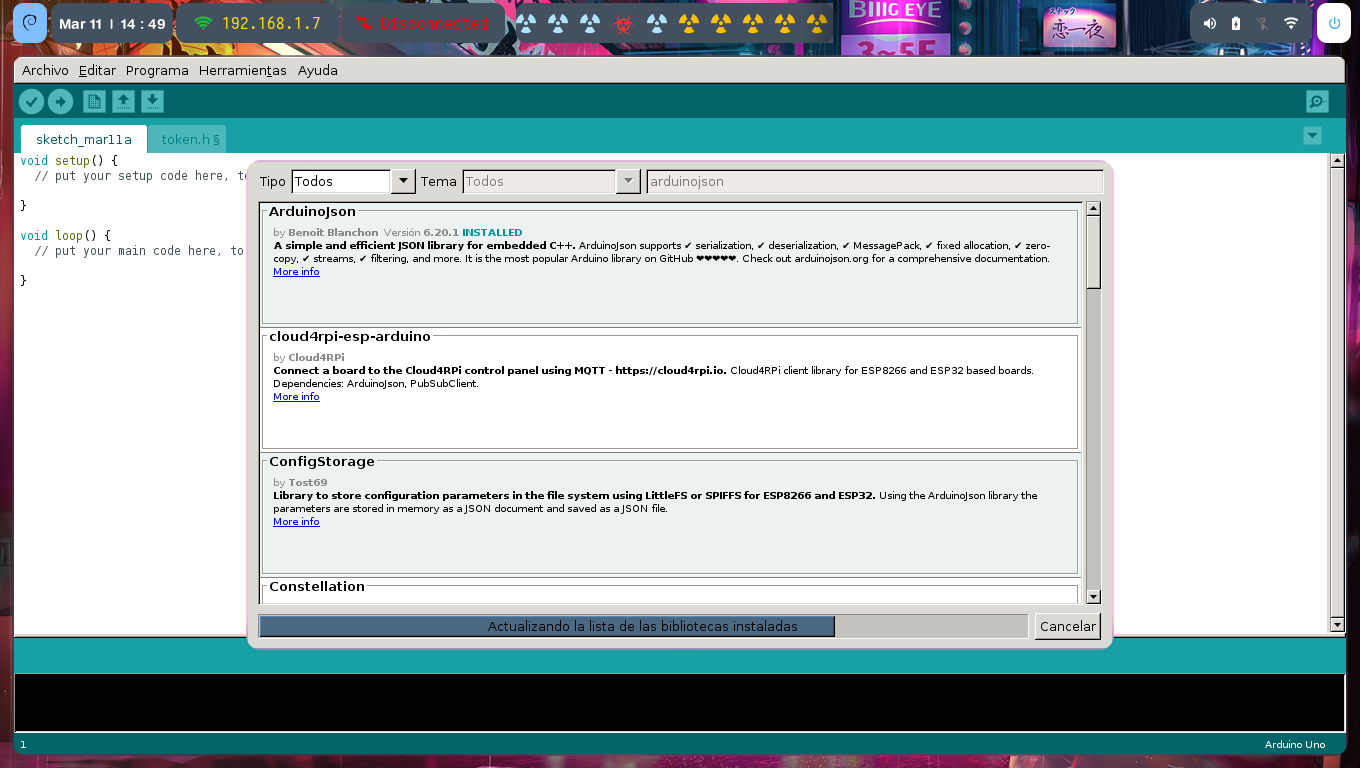 Mar 11 | 14:49
192.168.1.7
Disconnected
BIIIG EYE
3~5F
スナック
恋一夜
Archivo Editar Programa Herramientas Ayuda
sketch_mar11a
token.h §
void setup() {
// put your setup code here, to
}
void loop() {
// put your main code here, to
}
Tipo Todos Tema Todos arduinojson
ArduinoJson
by Benoit Blanchon Versión 6.20.1 INSTALLED
A simple and efficient JSON library for embedded C++. ArduinoJson supports ✔ serialization, ✔ deserialization, ✔ MessagePack, ✔ fixed allocation, ✔ zero-
copy, ✔ streams, ✔ filtering, and more. It is the most popular Arduino library on GitHub ❤❤❤❤❤. Check out arduinojson.org for a comprehensive documentation.
More info
cloud4rpi-esp-arduino
by Cloud4RPi
Connect a board to the Cloud4RPi control panel using MQTT - https://cloud4rpi.io. Cloud4RPi client library for ESP8266 and ESP32 based boards.
Dependencies: ArduinoJson, PubSubClient.
More info
ConfigStorage
by Tost69
Library to store configuration parameters in the file system using LittleFS or SPIFFS for ESP8266 and ESP32. Using the ArduinoJson library the
parameters are stored in memory as a JSON document and saved as a JSON file.
More info
Constellation
Actualizando la lista de las bibliotecas instaladas
Cancelar
1
Arduino Uno